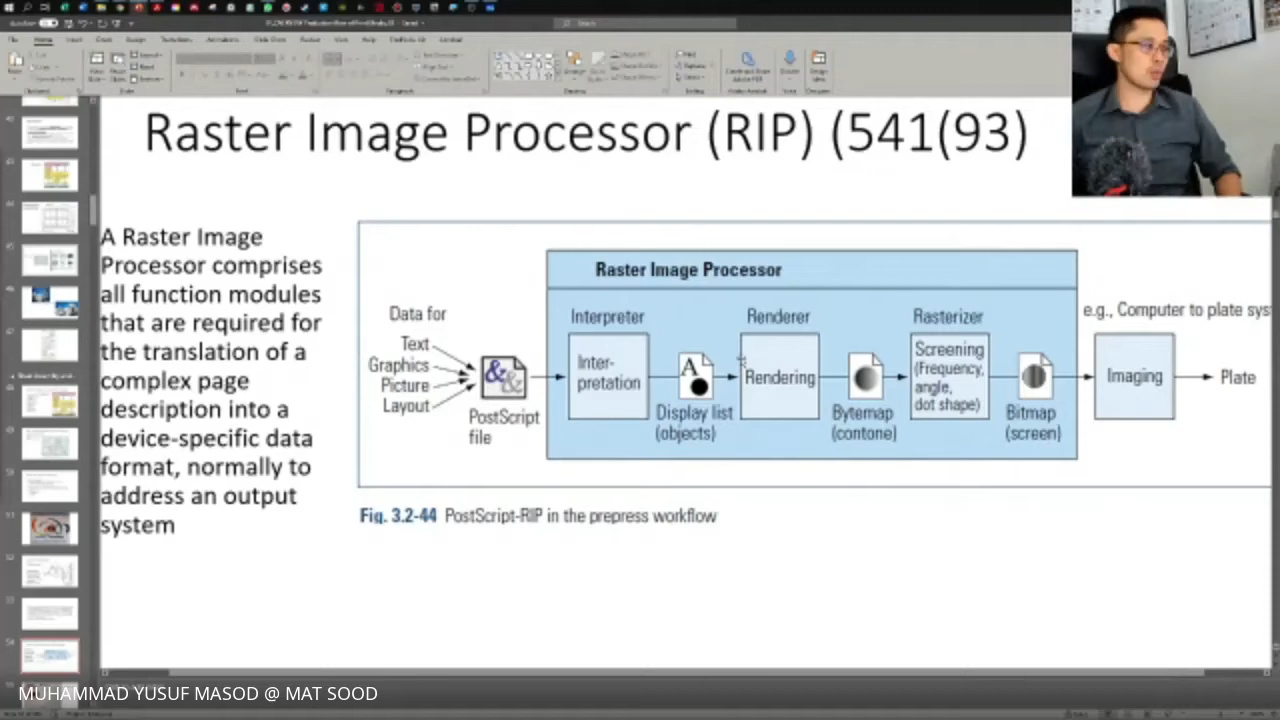 Search
Raster Image Processor (RIP) (541(93)
A Raster Image
Processor comprises
all function modules
that are required for
the translation of a
complex page
description into a
device-specific data
format, normally to
address an output
system
Raster Image Processor
Data for
Text
Graphics
Picture
Layout
&&
PostScript
file
Interpreter
Inter-
pretation
A
Display list
(objects)
Renderer
Rendering
Bytemap
(contone)
Rasterizer
Screening
(Frequency,
angle,
dot shape)
Bitmap
(screen)
e.g., Computer to plate sys
Imaging
Plate
Fig. 3.2-44 PostScript-RIP in the prepress workflow
MUHAMMAD YUSUF MASOD @ MAT SOOD